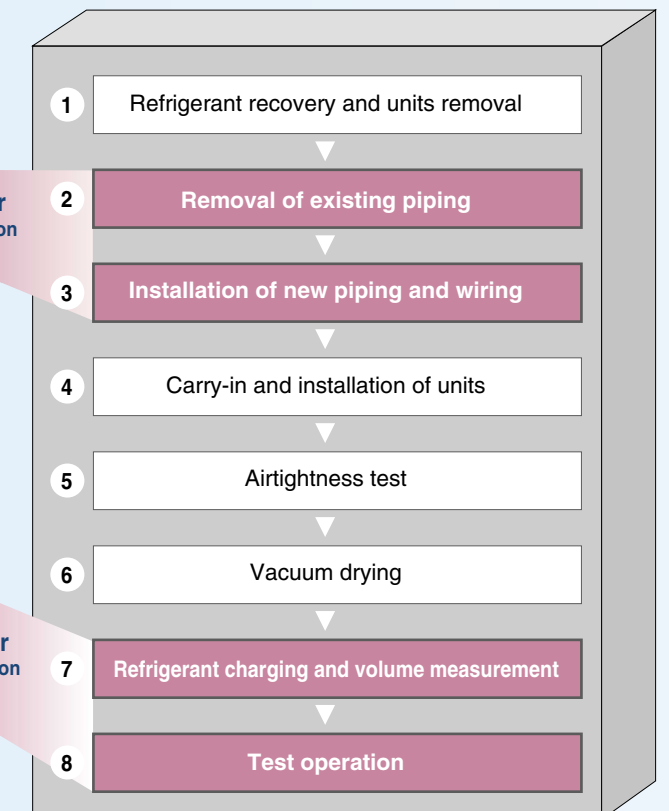 1 Refrigerant recovery and units removal
2 Removal of existing piping
3 Installation of new piping and wiring
4 Carry-in and installation of units
5 Airtightness test
6 Vacuum drying
7 Refrigerant charging and volume measurement
8 Test operation